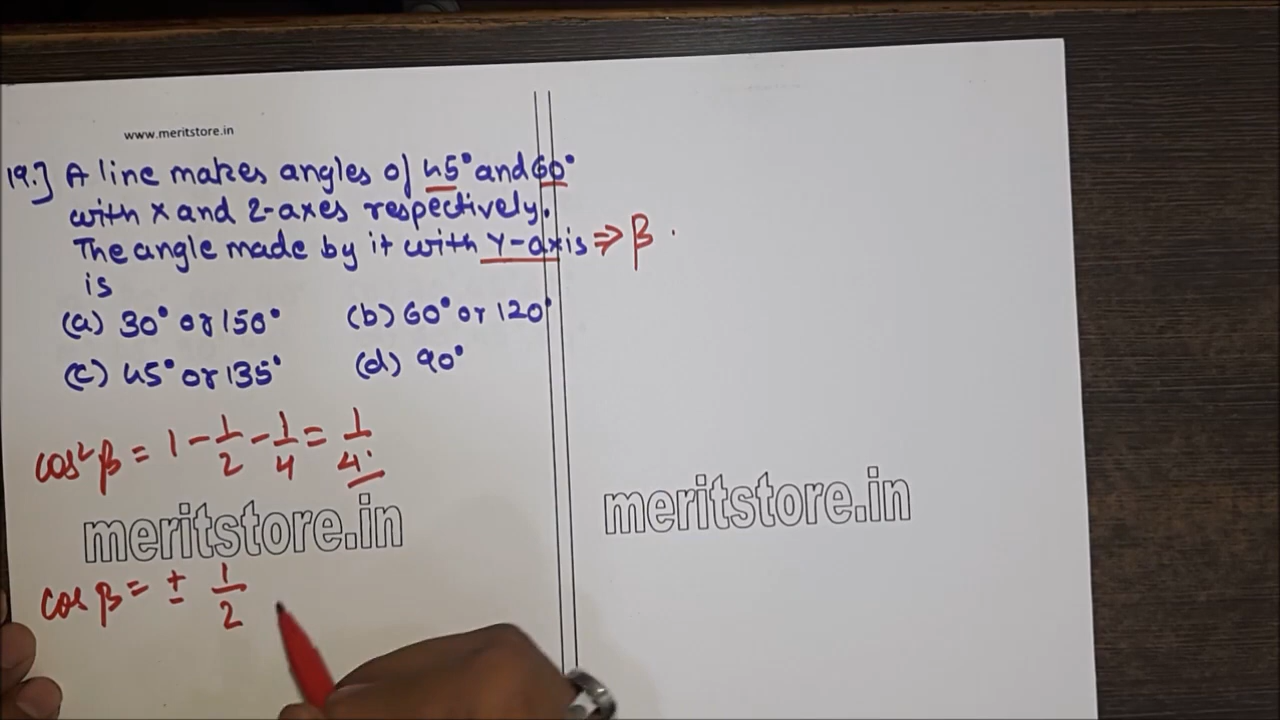 www.meritstore.in
19.] A line makes angles of 45° and 60°
with x and z-axes respectively.
The angle made by it with Y-axis ⇒ β .
is
(a) 30° or 150° (b) 60° or 120°
(c) 45° or 135° (d) 90°
cos²β = 1 - 1/2 - 1/4 = 1/4.
meritstore.in meritstore.in
cos β = ± 1/2